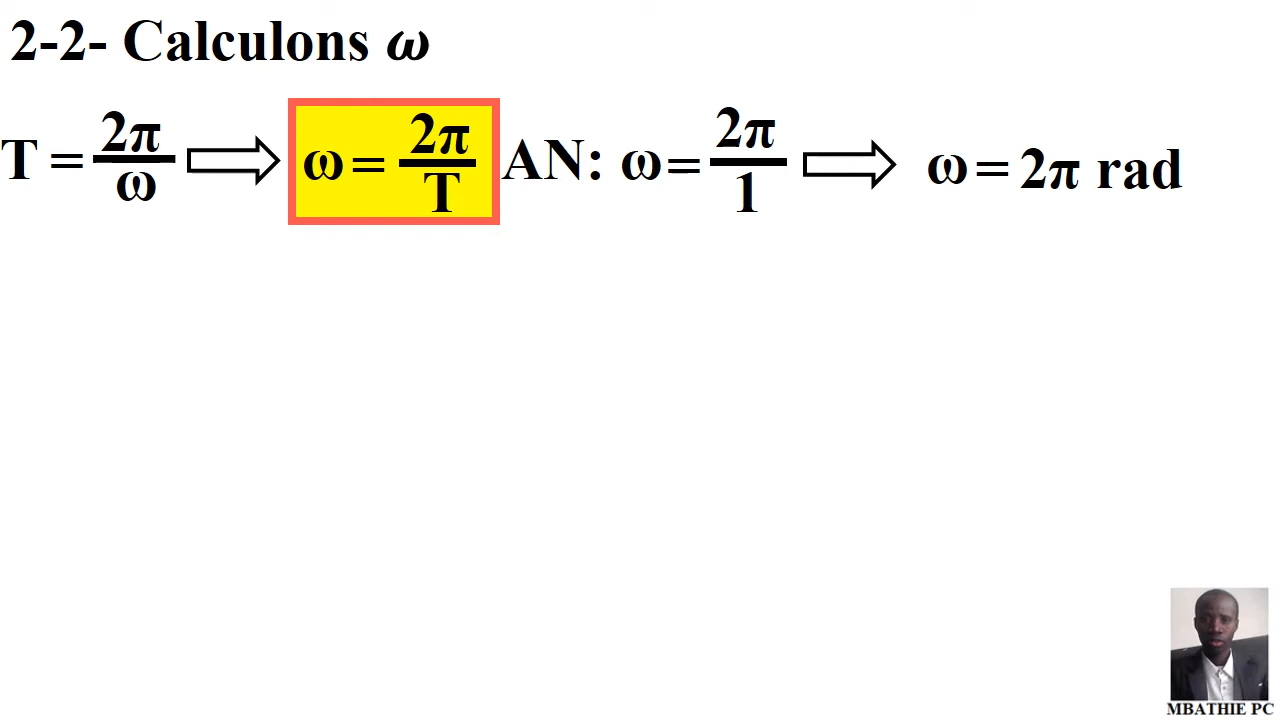 2-2- Calculons ω
T = 2π/ω ⇒ ω = 2π/T AN: ω = 2π/1 ⇒ ω = 2π rad
MBATHIE PC